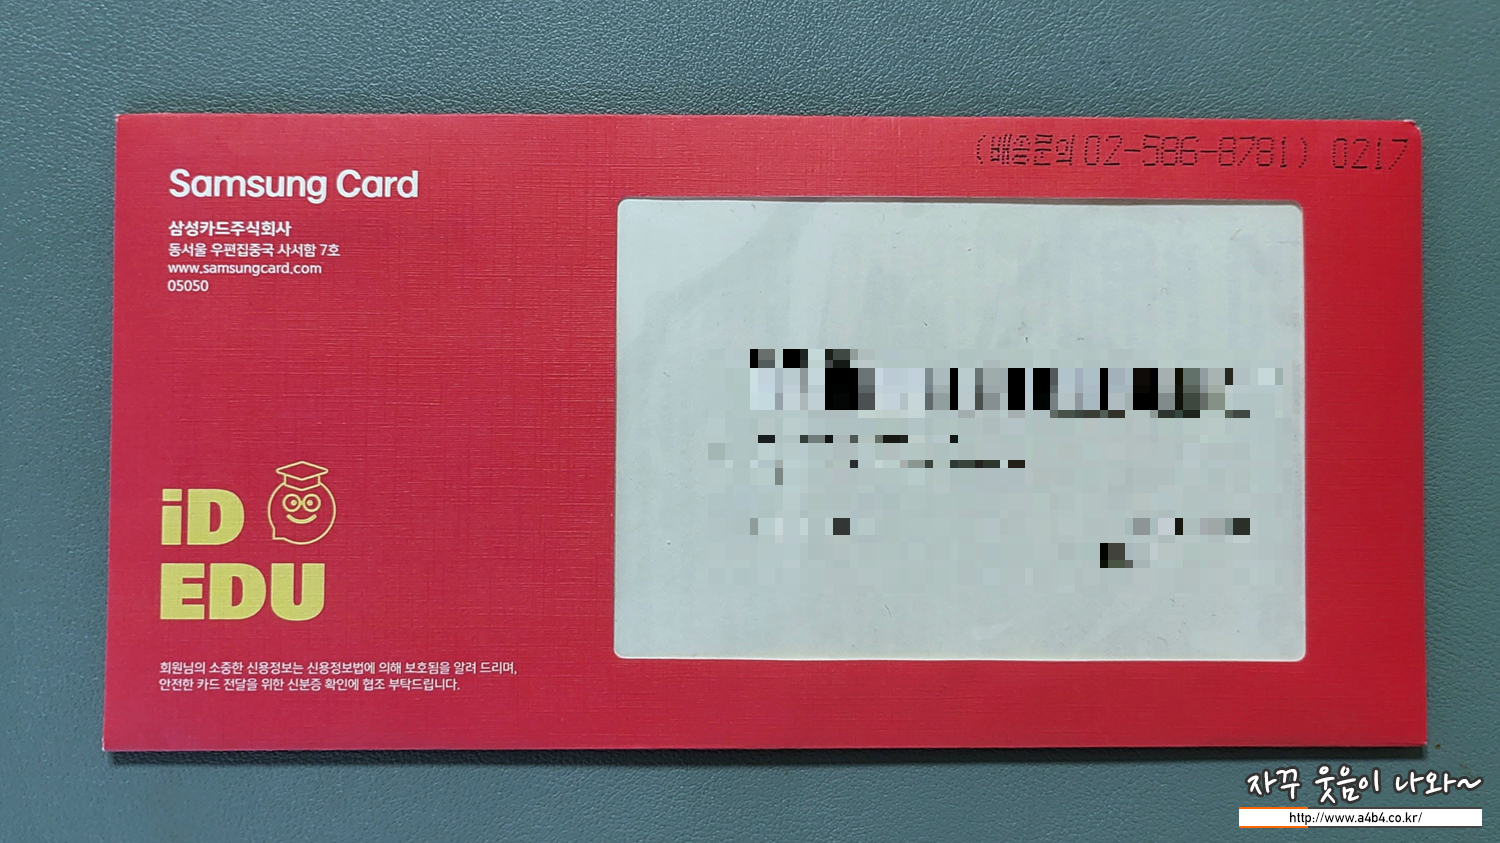 (배송문의 02-586-8781) 0217
Samsung Card
삼성카드주식회사
동서울 우편집중국 사서함 7호
www.samsungcard.com
05050
iD
EDU
회원님의 소중한 신용정보는 신용정보법에 의해 보호됨을 알려 드리며,
안전한 카드 전달을 위한 신분증 확인에 협조 부탁드립니다.
자꾸 웃음이 나와~
http://www.a4b4.co.kr/